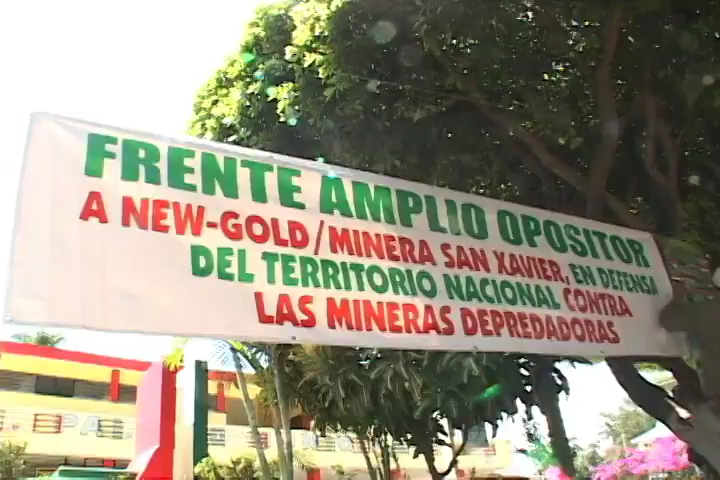 FRENTE AMPLIO OPOSITOR
A NEW-GOLD/MINERA SAN XAVIER, EN DEFENSA
DEL TERRITORIO NACIONAL CONTRA
LAS MINERAS DEPREDADORAS